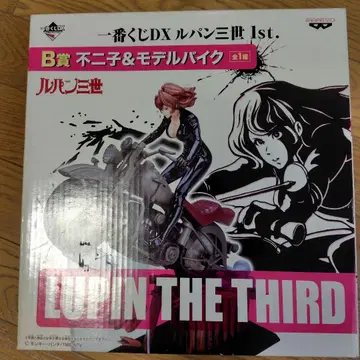 一番くじDX ルパン三世 1st.
BANPRESTO
B賞 不二子&モデルバイク 全1種
ルパン三世
LUPIN THE THIRD